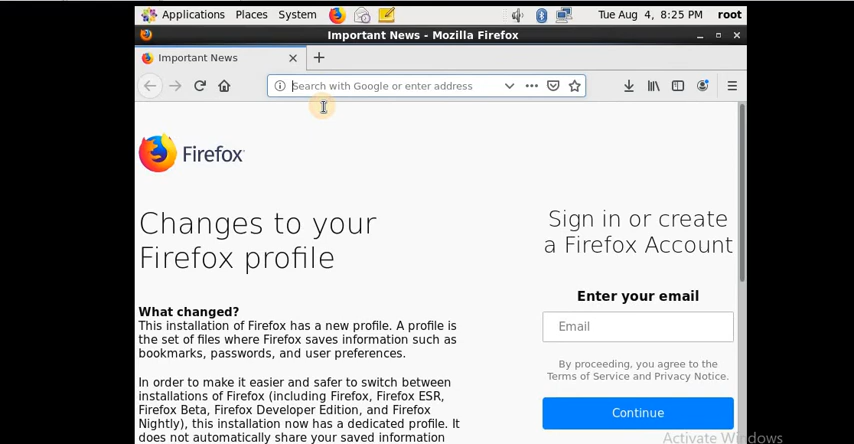 Applications Places System Tue Aug 4, 8:25 PM root
Important News - Mozilla Firefox
Important News
Search with Google or enter address
Firefox
Changes to your
Firefox profile
What changed?
This installation of Firefox has a new profile. A profile is
the set of files where Firefox saves information such as
bookmarks, passwords, and user preferences.
In order to make it easier and safer to switch between
installations of Firefox (including Firefox, Firefox ESR,
Firefox Beta, Firefox Developer Edition, and Firefox
Nightly), this installation now has a dedicated profile. It
does not automatically share your saved information
Sign in or create
a Firefox Account
Enter your email
Email
By proceeding, you agree to the
Terms of Service and Privacy Notice.
Continue
Activate Windows